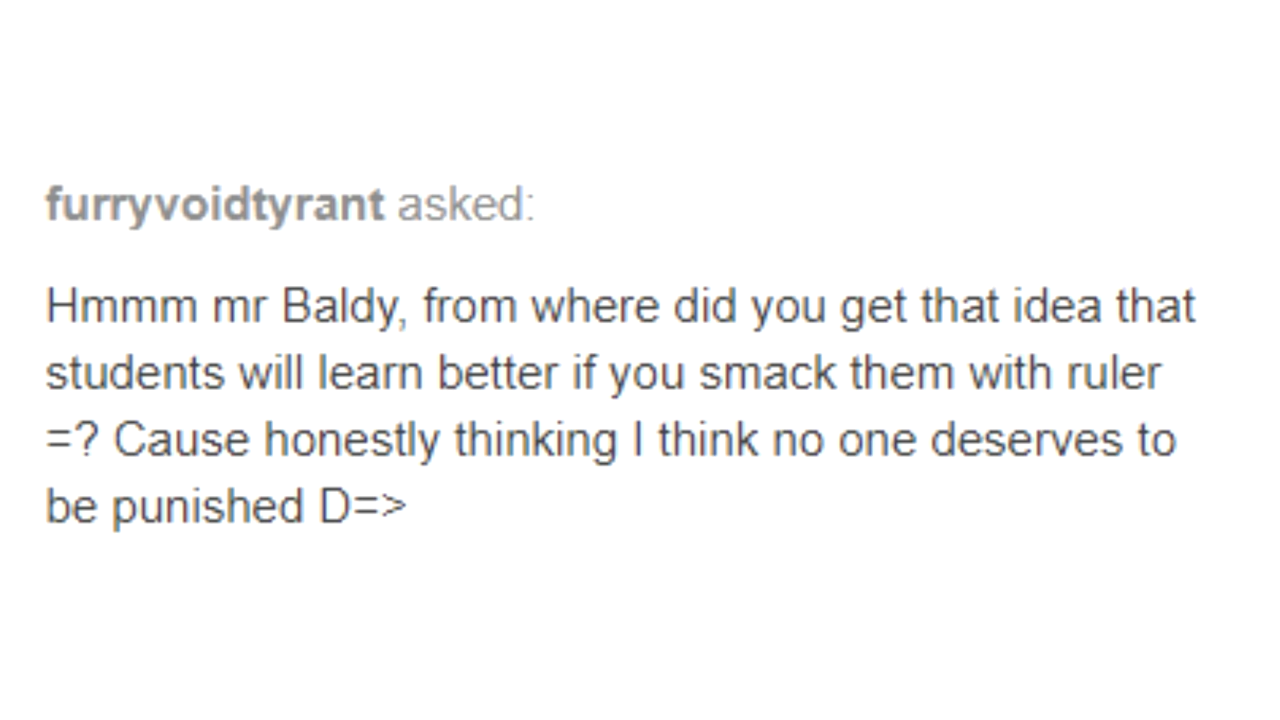 furryvoidtyrant asked:
Hmmm mr Baldy, from where did you get that idea that
students will learn better if you smack them with ruler
=? Cause honestly thinking I think no one deserves to
be punished D=>